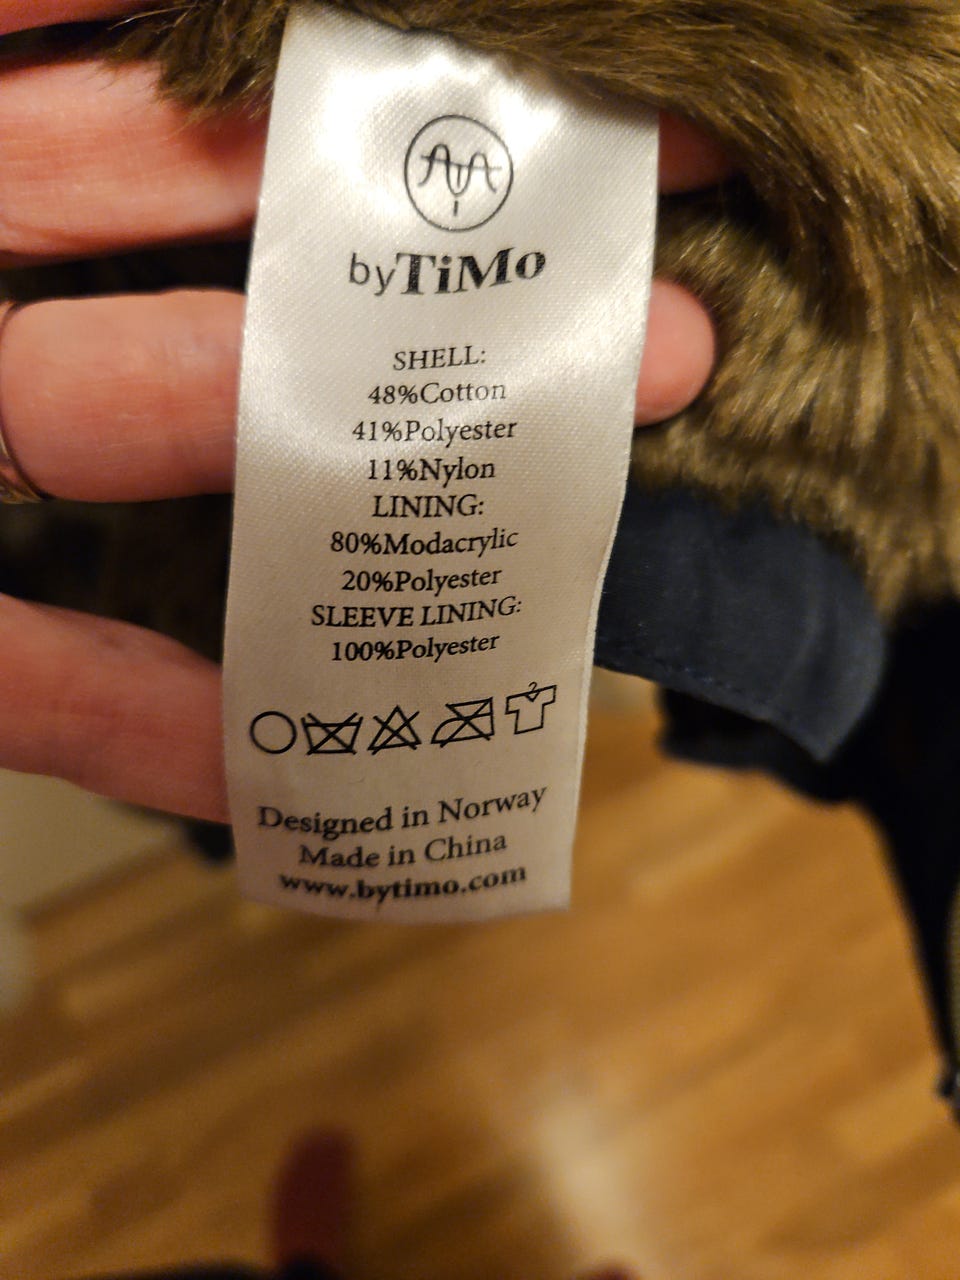 byTiMo
SHELL:
48%Cotton
41%Polyester
11%Nylon
LINING:
80%Modacrylic
20%Polyester
SLEEVE LINING:
100%Polyester
Designed in Norway
Made in China
www.bytimo.com